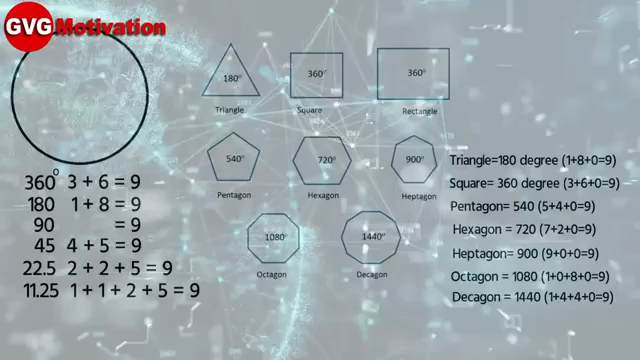 GVG Motivation
360° 3 + 6 = 9
180 1 + 8 = 9
90 = 9
45 4 + 5 = 9
22.5 2 + 2 + 5 = 9
11.25 1 + 1 + 2 + 5 = 9
180°
Triangle
360°
Square
360°
Rectangle
540°
Pentagon
720°
Hexagon
900°
Heptagon
1080°
Octagon
1440°
Decagon
Triangle=180 degree (1+8+0=9)
Square= 360 degree (3+6+0=9)
Pentagon= 540 (5+4+0=9)
Hexagon = 720 (7+2+0=9)
Heptagon= 900 (9+0+0=9)
Octagon = 1080 (1+0+8+0=9)
Decagon = 1440 (1+4+4+0=9)